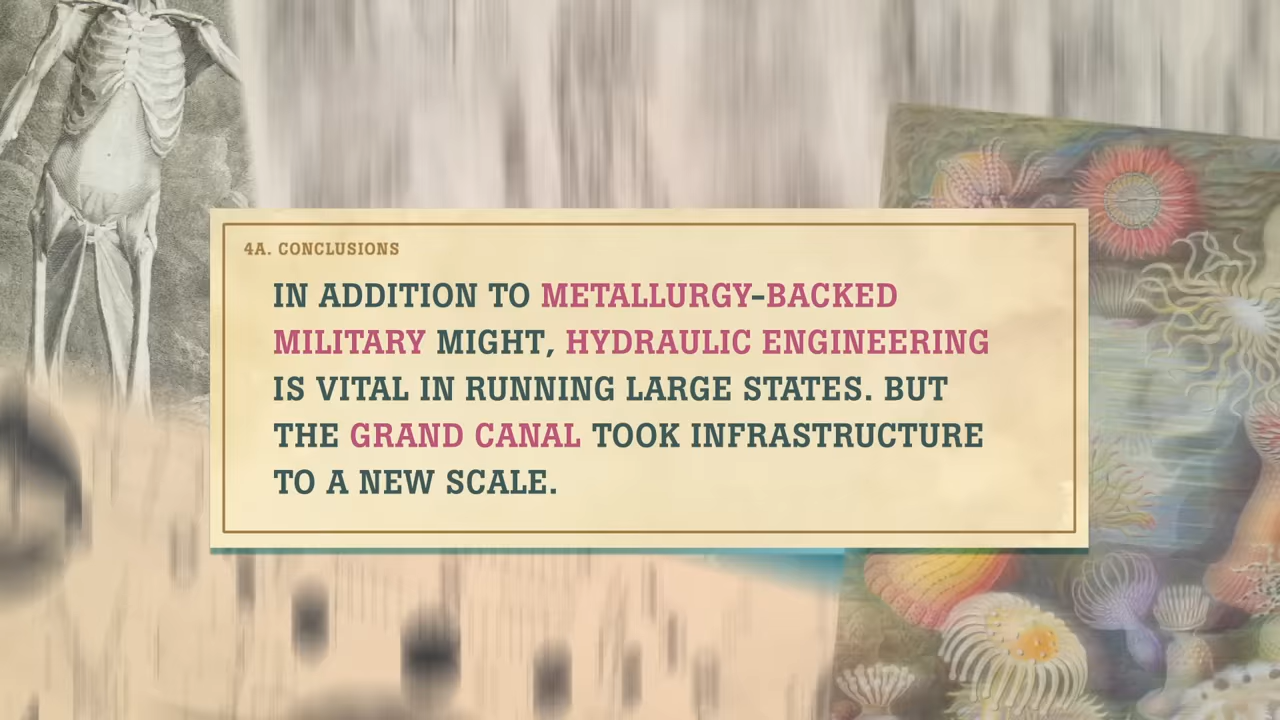 4A. CONCLUSIONS
IN ADDITION TO METALLURGY-BACKED
MILITARY MIGHT, HYDRAULIC ENGINEERING
IS VITAL IN RUNNING LARGE STATES. BUT
THE GRAND CANAL TOOK INFRASTRUCTURE
TO A NEW SCALE.